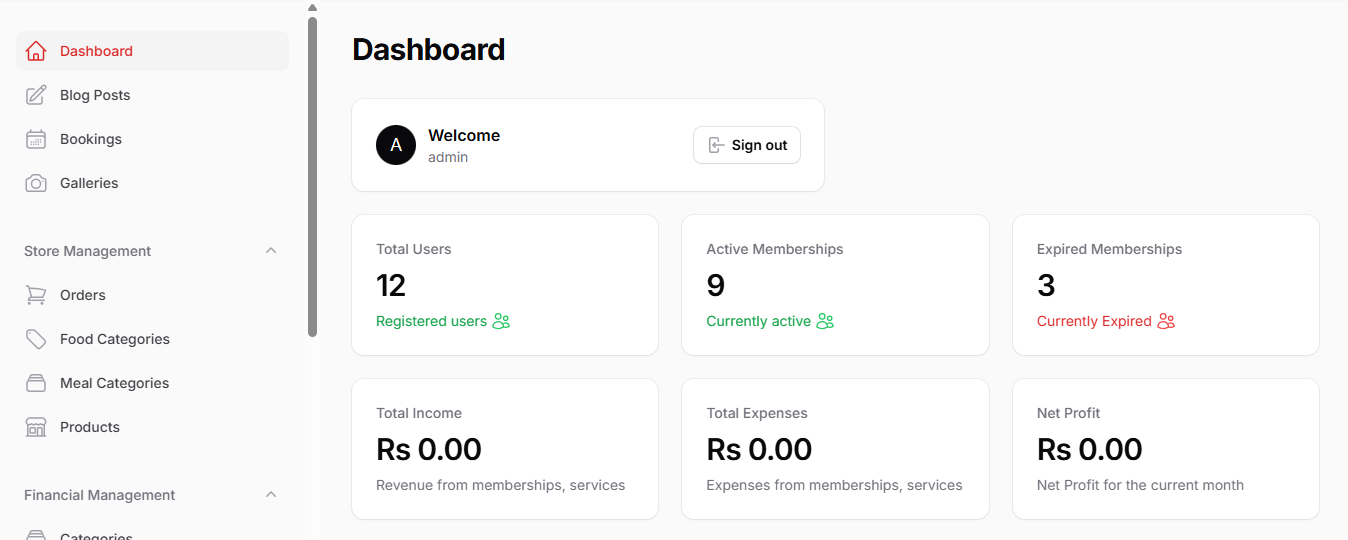 Dashboard
Blog Posts
Bookings
Galleries
Store Management
Orders
Food Categories
Meal Categories
Products
Financial Management
Categories
Dashboard
A
Welcome
admin
Sign out
Total Users
12
Registered users
Active Memberships
9
Currently active
Expired Memberships
3
Currently Expired
Total Income
Rs 0.00
Revenue from memberships, services
Total Expenses
Rs 0.00
Expenses from memberships, services
Net Profit
Rs 0.00
Net Profit for the current month